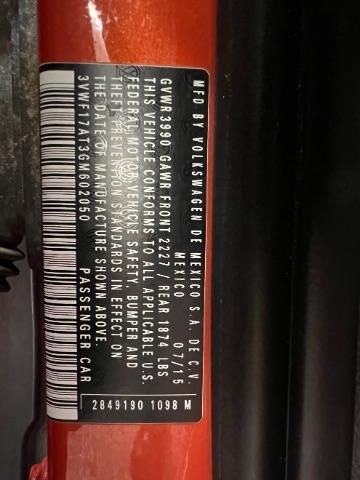 MFD BY VOLKSWAGEN DE MEXICO S.A. DE C.V.
MEXICO 07/15
GVWR 3990 GAWR FRONT 2227 / REAR 1874 LBS
THIS VEHICLE CONFORMS TO ALL APPLICABLE U.S.
FEDERAL MOTOR VEHICLE SAFETY, BUMPER AND
THEFT PREVENTION STANDARDS IN EFFECT ON
THE DATE OF MANUFACTURE SHOWN ABOVE.
3VWF17AT3GM602050 PASSENGER CAR
2849190 1098 M